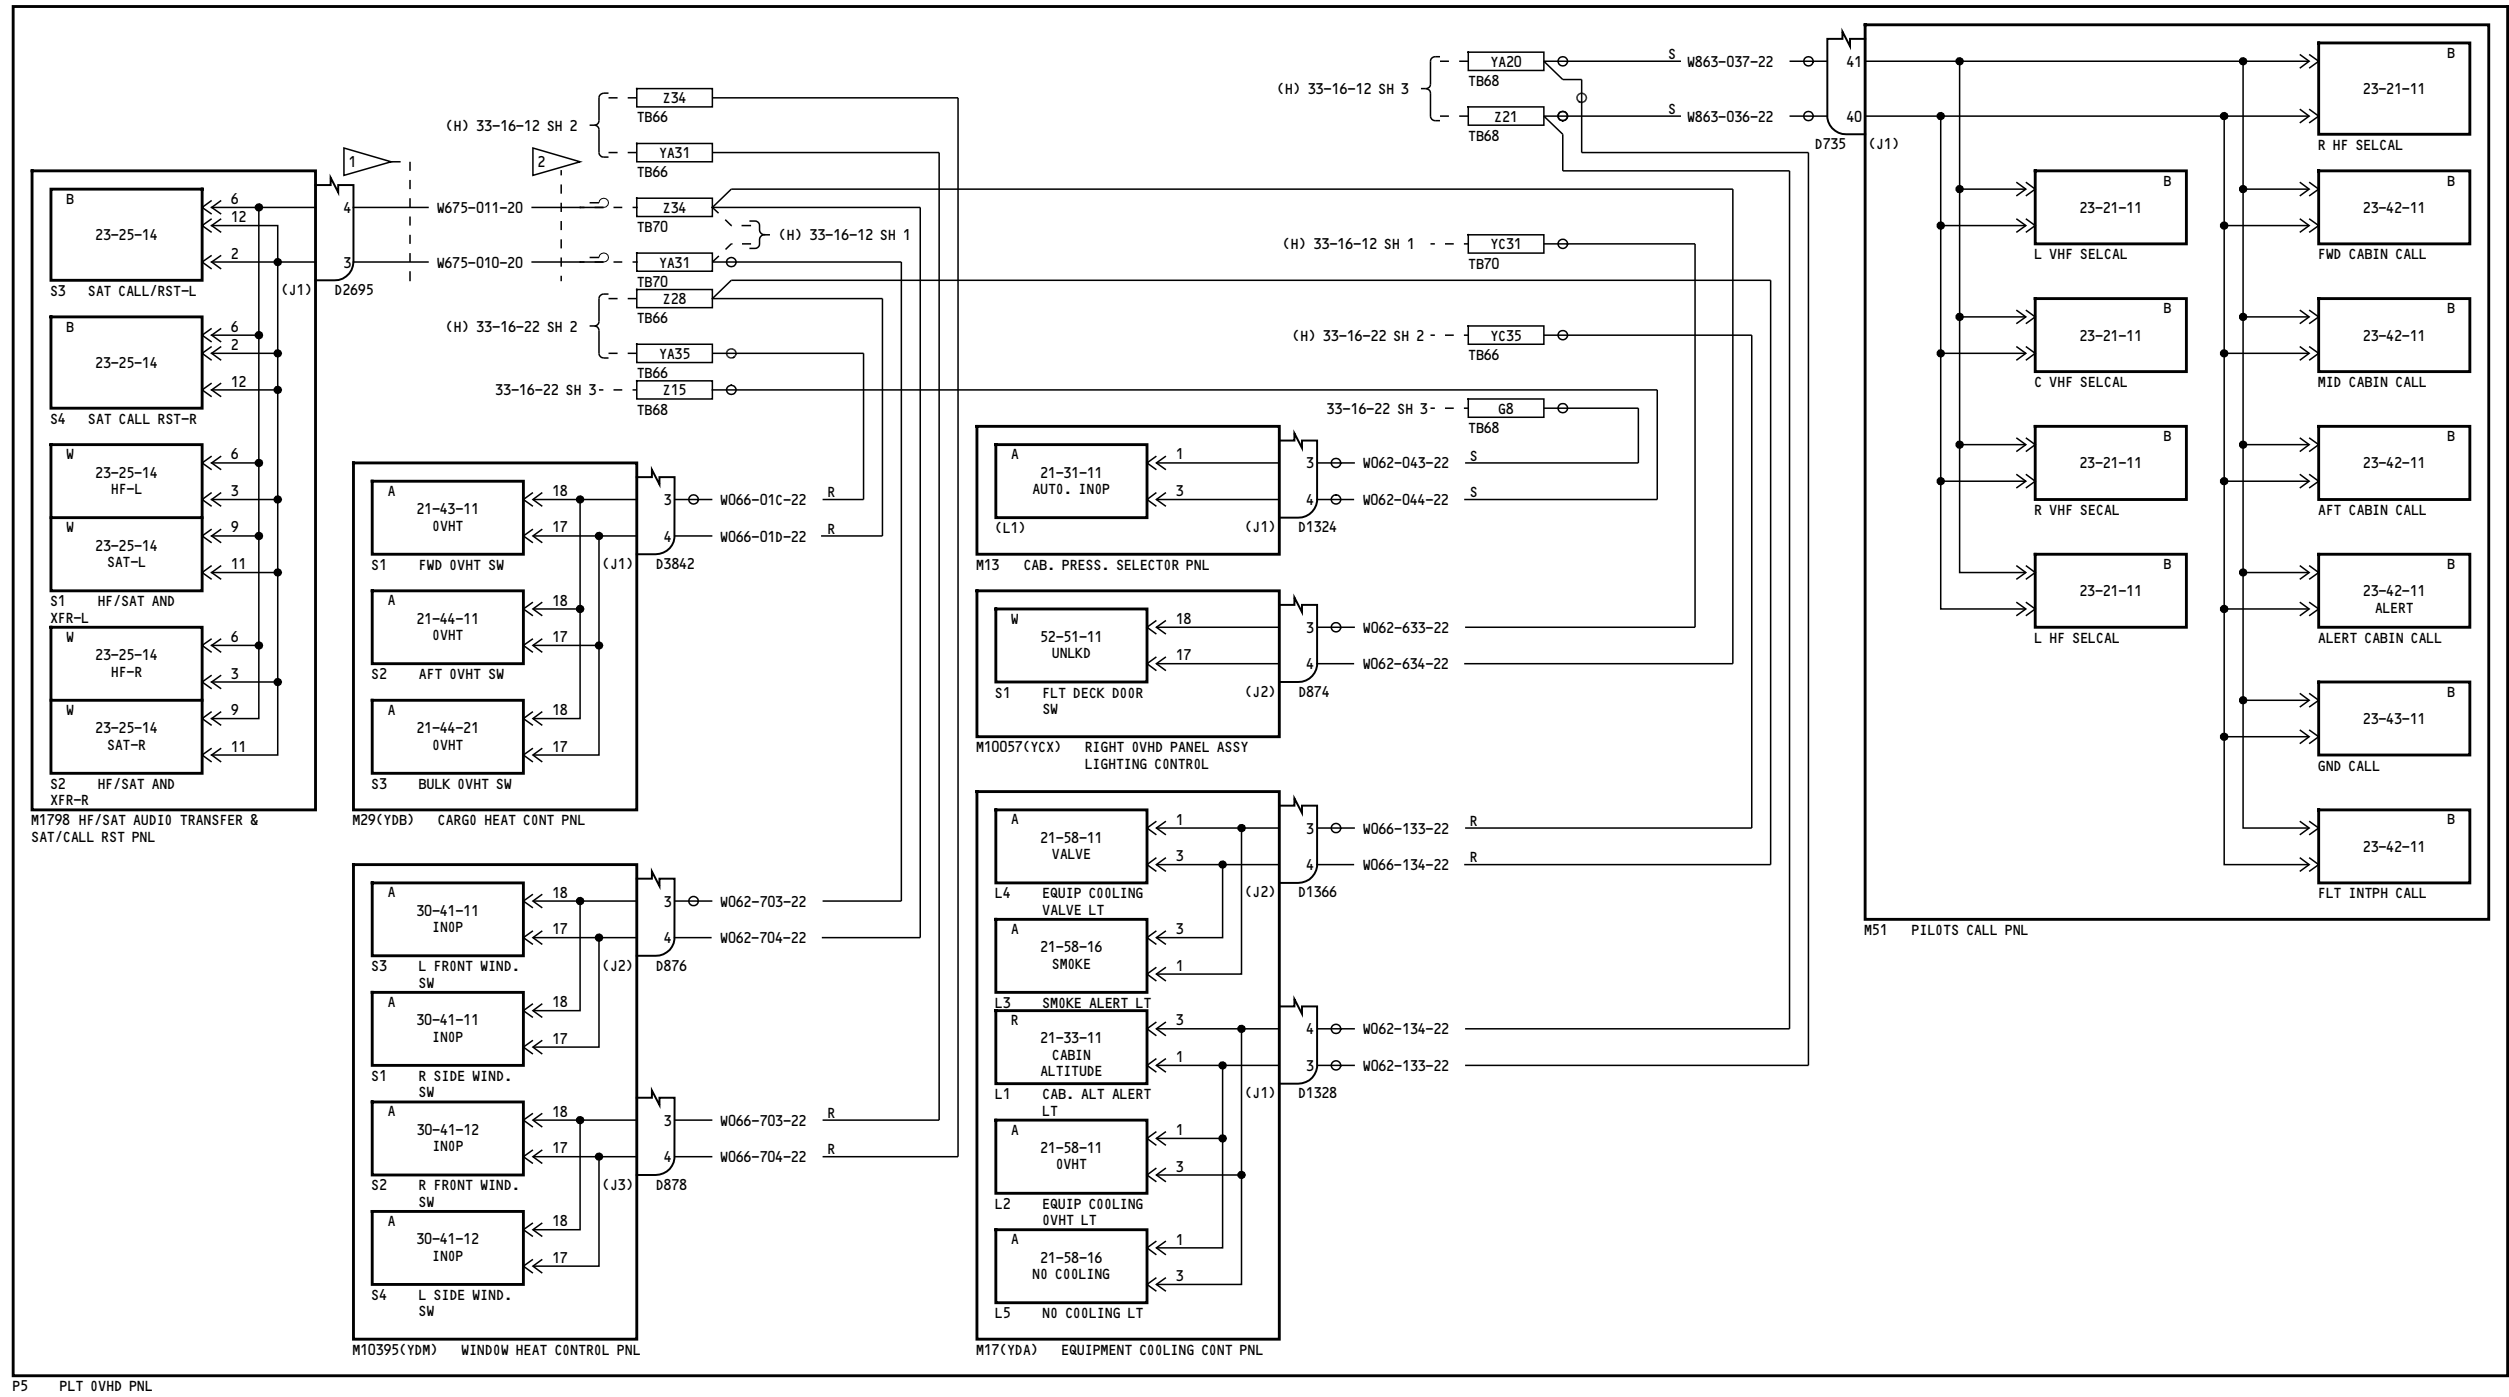 1
2
B
23-25-14
6
12
2
S3 SAT CALL/RST-L
B
23-25-14
6
2
12
S4 SAT CALL RST-R
W
23-25-14
HF-L
6
3
W
23-25-14
SAT-L
9
11
S1 HF/SAT AND
XFR-L
W
23-25-14
HF-R
6
3
W
23-25-14
SAT-R
9
11
S2 HF/SAT AND
XFR-R
4
3
(J1) D2695
M1798 HF/SAT AUDIO TRANSFER &
SAT/CALL RST PNL
W675-011-20
W675-010-20
(H) 33-16-12 SH 2
Z34
TB66
YA31
TB66
Z34
TB70
(H) 33-16-12 SH 1
YA31
TB70
Z28
TB66
(H) 33-16-22 SH 2
YA35
TB66
33-16-22 SH 3
Z15
TB68
A
21-43-11
OVHT
18
17
S1 FWD OVHT SW
A
21-44-11
OVHT
18
17
S2 AFT OVHT SW
A
21-44-21
OVHT
18
17
S3 BULK OVHT SW
3
4
(J1) D3842
W066-01C-22 R
W066-01D-22 R
M29(YDB) CARGO HEAT CONT PNL
A
30-41-11
INOP
18
17
S3 L FRONT WIND.
SW
A
30-41-11
INOP
18
17
S1 R SIDE WIND.
SW
3
4
(J2) D876
W062-703-22
W062-704-22
A
30-41-12
INOP
18
17
S2 R FRONT WIND.
SW
A
30-41-12
INOP
18
17
S4 L SIDE WIND.
SW
3
4
(J3) D878
W066-703-22 R
W066-704-22 R
M10395(YDM) WINDOW HEAT CONTROL PNL
(H) 33-16-12 SH 3
YA20
TB68
Z21
TB68
S W863-037-22
S W863-036-22
(H) 33-16-12 SH 1
YC31
TB70
(H) 33-16-22 SH 2
YC35
TB66
33-16-22 SH 3
G8
TB68
A
21-31-11
AUTO. INOP
1
3
(L1)
3
4
(J1) D1324
W062-043-22 S
W062-044-22 S
M13 CAB. PRESS. SELECTOR PNL
W
52-51-11
UNLKD
18
17
S1 FLT DECK DOOR
SW
3
4
(J2) D874
W062-633-22
W062-634-22
M10057(YCX) RIGHT OVHD PANEL ASSY
LIGHTING CONTROL
A
21-58-11
VALVE
1
3
L4 EQUIP COOLING
VALVE LT
3
4
(J2) D1366
W066-133-22 R
W066-134-22 R
A
21-58-16
SMOKE
3
1
L3 SMOKE ALERT LT
R
21-33-11
CABIN
ALTITUDE
3
1
L1 CAB. ALT ALERT
LT
4
3
(J1) D1328
W062-134-22
W062-133-22
A
21-58-11
OVHT
1
3
L2 EQUIP COOLING
OVHT LT
A
21-58-16
NO COOLING
1
3
L5 NO COOLING LT
M17(YDA) EQUIPMENT COOLING CONT PNL
41
40
D735 (J1)
B
23-21-11
R HF SELCAL
B
23-21-11
L VHF SELCAL
B
23-42-11
FWD CABIN CALL
B
23-21-11
C VHF SELCAL
B
23-42-11
MID CABIN CALL
B
23-21-11
R VHF SECAL
B
23-42-11
AFT CABIN CALL
B
23-21-11
L HF SELCAL
B
23-42-11
ALERT
ALERT CABIN CALL
B
23-43-11
GND CALL
B
23-42-11
FLT INTPH CALL
M51 PILOTS CALL PNL
P5 PLT OVHD PNL